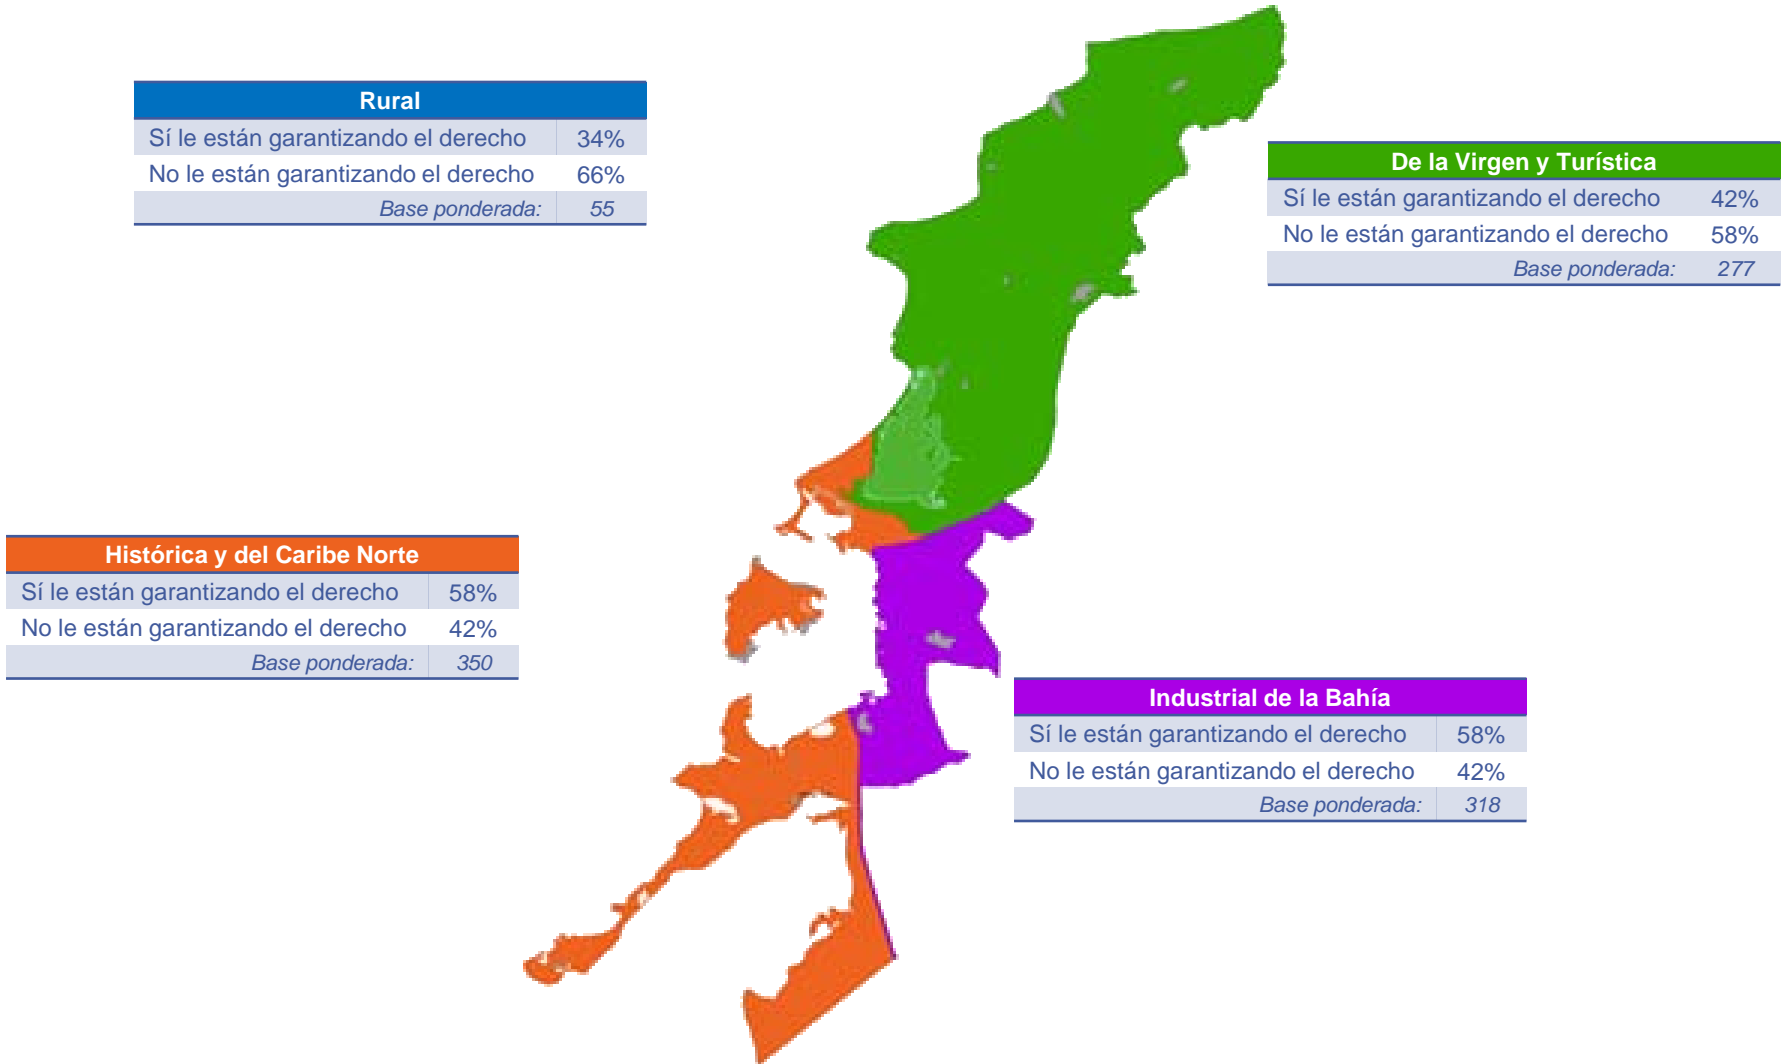 Rural
Sí le están garantizando el derecho 34%
No le están garantizando el derecho 66%
Base ponderada: 55
De la Virgen y Turística
Sí le están garantizando el derecho 42%
No le están garantizando el derecho 58%
Base ponderada: 277
Histórica y del Caribe Norte
Sí le están garantizando el derecho 58%
No le están garantizando el derecho 42%
Base ponderada: 350
Industrial de la Bahía
Sí le están garantizando el derecho 58%
No le están garantizando el derecho 42%
Base ponderada: 318